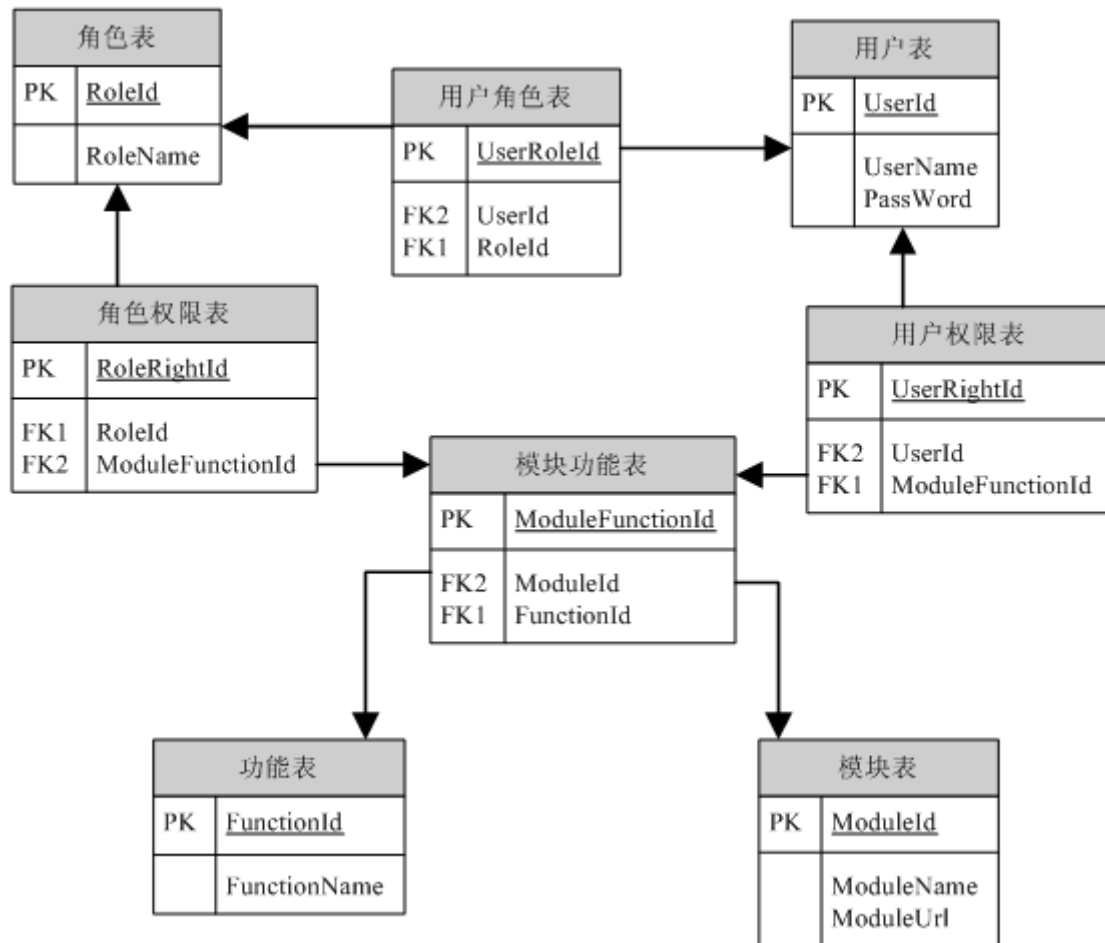 角色表
PK RoleId
RoleName
用户角色表
PK UserRoleId
FK2 UserId
FK1 RoleId
用户表
PK UserId
UserName
PassWord
角色权限表
PK RoleRightId
FK1 RoleId
FK2 ModuleFunctionId
用户权限表
PK UserRightId
FK2 UserId
FK1 ModuleFunctionId
模块功能表
PK ModuleFunctionId
FK2 ModuleId
FK1 FunctionId
功能表
PK FunctionId
FunctionName
模块表
PK ModuleId
ModuleName
ModuleUrl